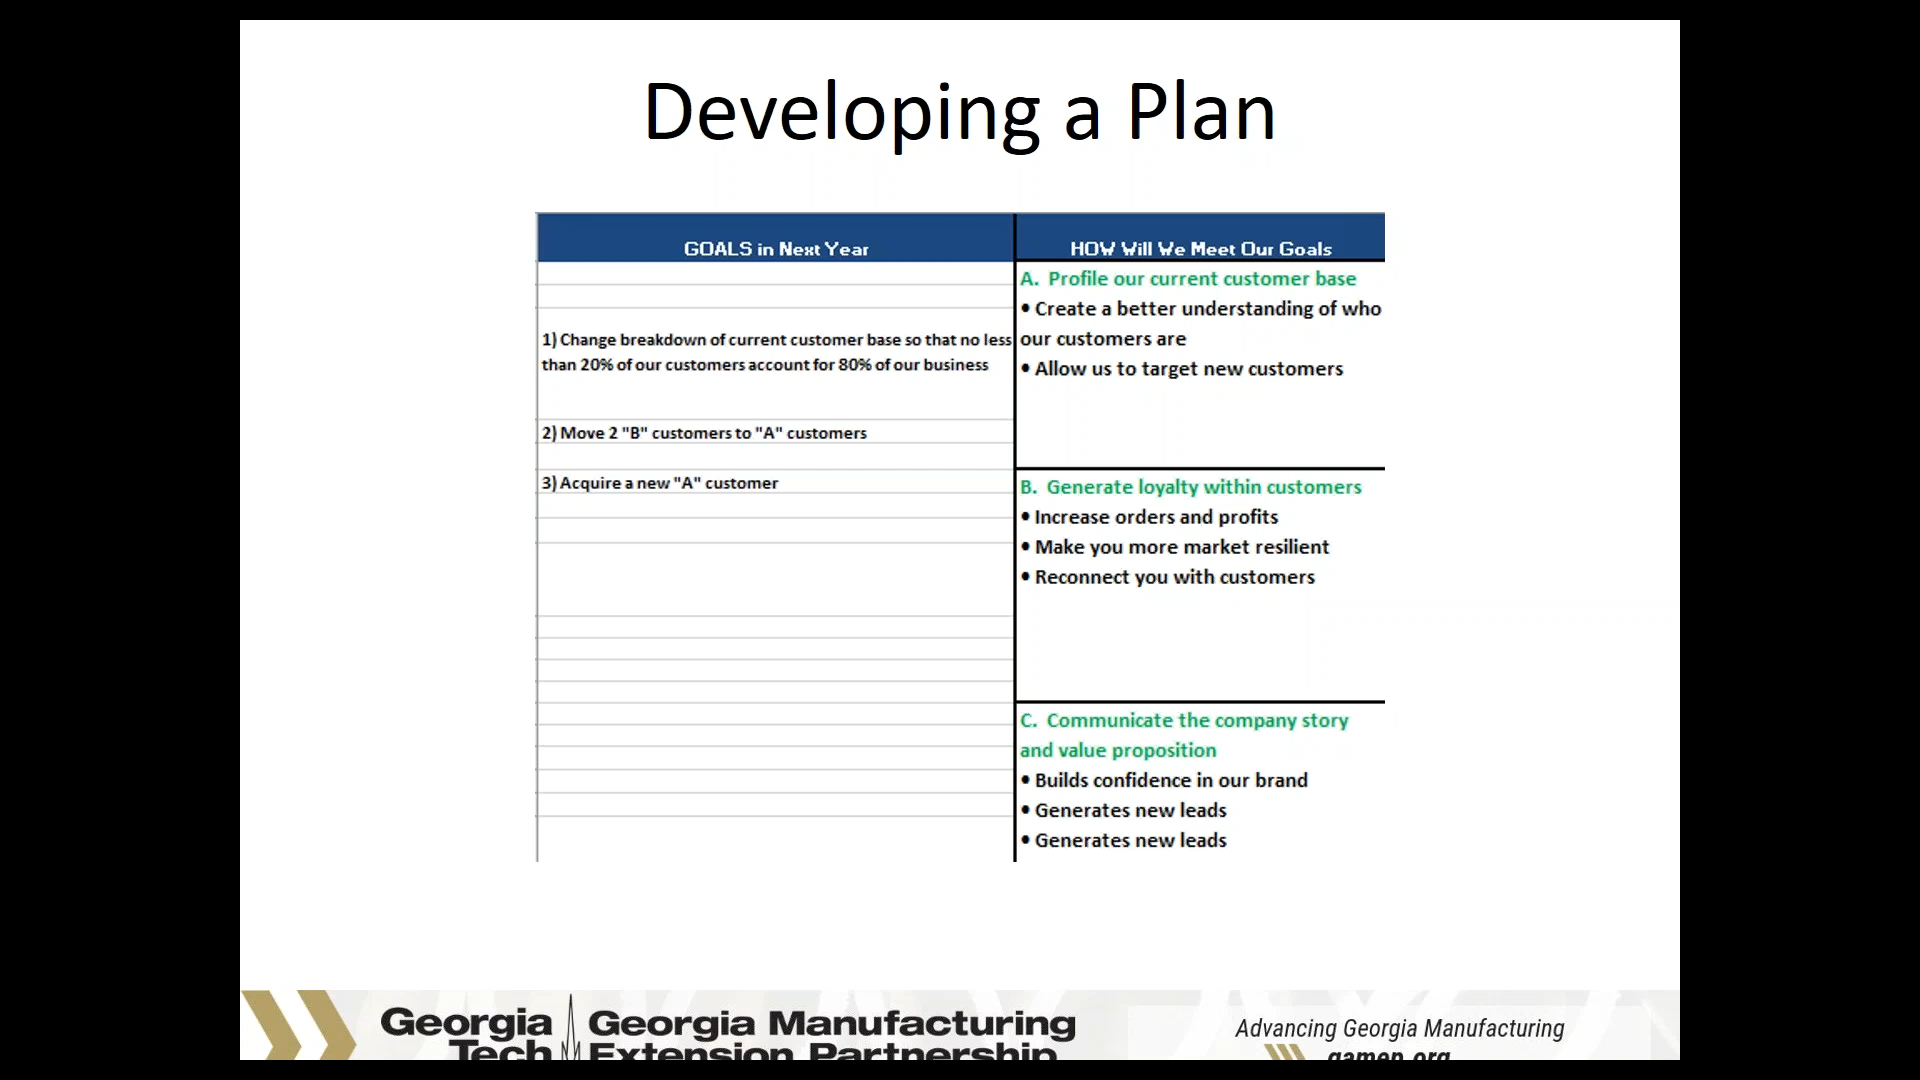 Developing a Plan
GOALS in Next Year
1) Change breakdown of current customer base so that no less
than 20% of our customers account for 80% of our business
2) Move 2 "B" customers to "A" customers
3) Acquire a new "A" customer
HOW Will We Meet Our Goals
A. Profile our current customer base
• Create a better understanding of who
our customers are
• Allow us to target new customers
B. Generate loyalty within customers
• Increase orders and profits
• Make you more market resilient
• Reconnect you with customers
C. Communicate the company story
and value proposition
• Builds confidence in our brand
• Generates new leads
• Generates new leads
Georgia
Tech
Georgia Manufacturing
Extension Partnership
Advancing Georgia Manufacturing
gamep.org